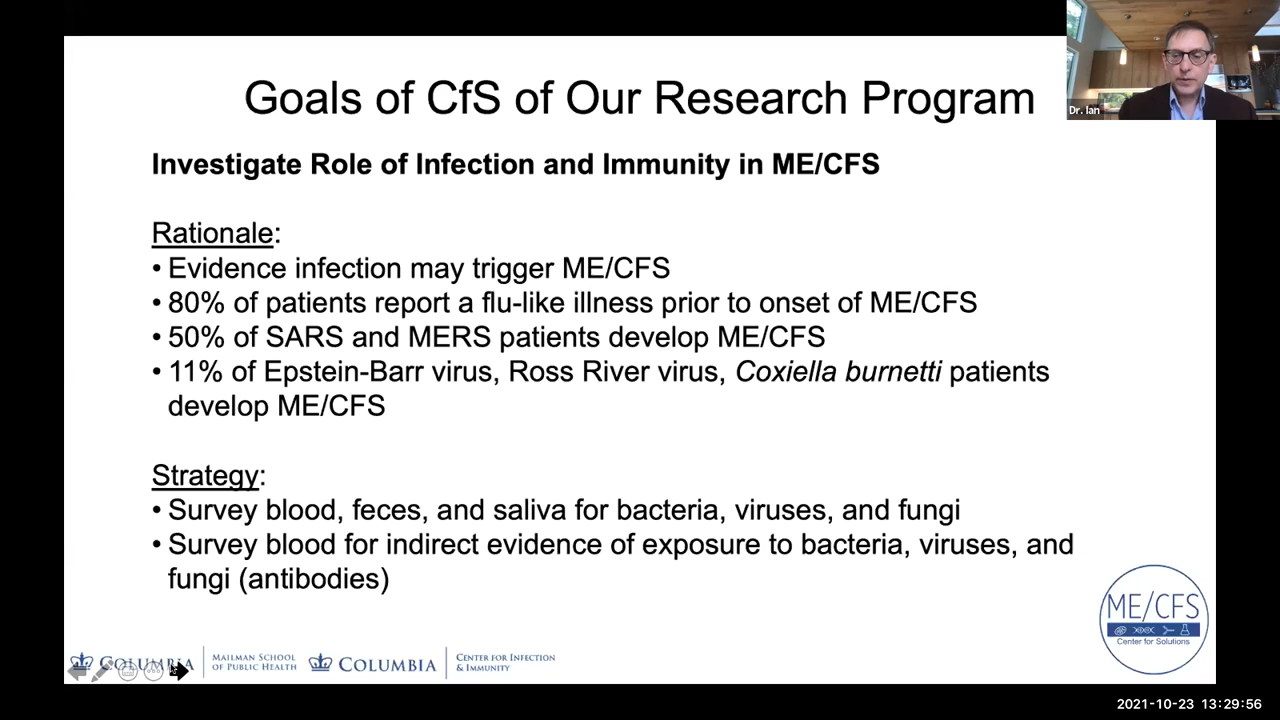 Goals of CfS of Our Research Program
Dr. Ian
Investigate Role of Infection and Immunity in ME/CFS
Rationale:
• Evidence infection may trigger ME/CFS
• 80% of patients report a flu-like illness prior to onset of ME/CFS
• 50% of SARS and MERS patients develop ME/CFS
• 11% of Epstein-Barr virus, Ross River virus, Coxiella burnetti patients
develop ME/CFS
Strategy:
• Survey blood, feces, and saliva for bacteria, viruses, and fungi
• Survey blood for indirect evidence of exposure to bacteria, viruses, and
fungi (antibodies)
ME/CFS
Center for Solutions
COLUMBIA
MAILMAN SCHOOL
OF PUBLIC HEALTH
COLUMBIA
CENTER FOR INFECTION
& IMMUNITY
2021-10-23 13:29:56